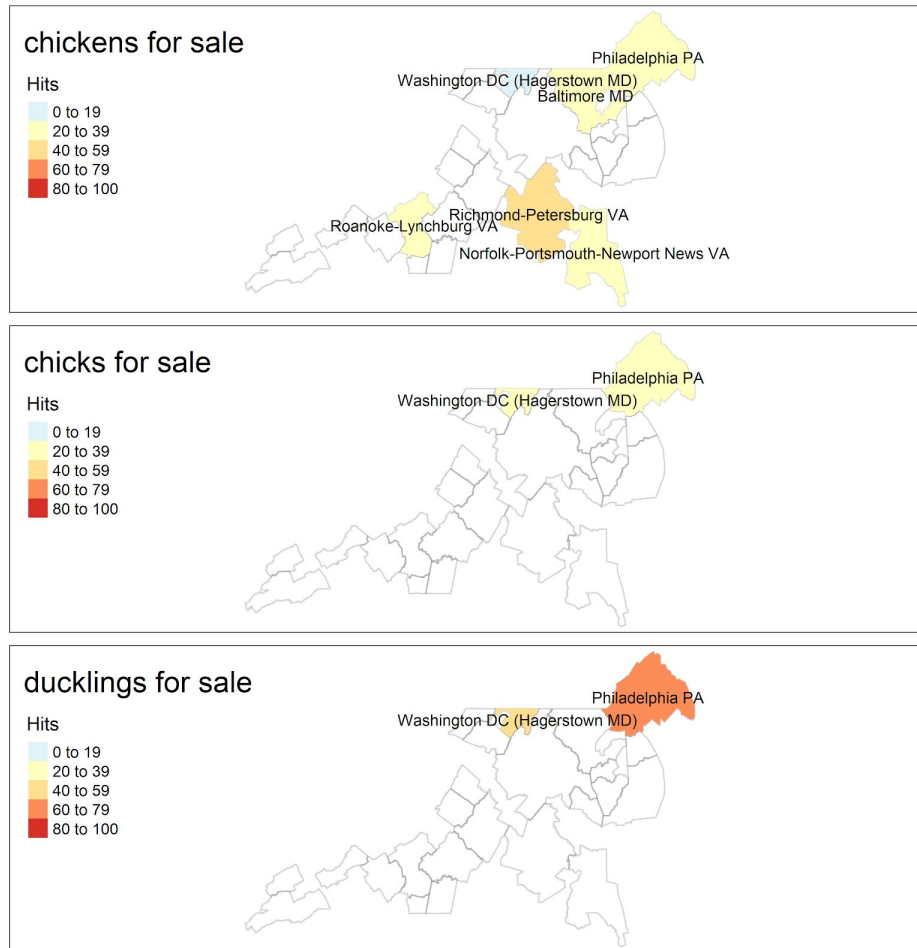 chickens for sale
Hits
0 to 19
20 to 39
40 to 59
60 to 79
80 to 100
Philadelphia PA
Washington DC (Hagerstown MD)
Baltimore MD
Richmond-Petersburg VA
Roanoke-Lynchburg VA
Norfolk-Portsmouth-Newport News VA
chicks for sale
Hits
0 to 19
20 to 39
40 to 59
60 to 79
80 to 100
Philadelphia PA
Washington DC (Hagerstown MD)
ducklings for sale
Hits
0 to 19
20 to 39
40 to 59
60 to 79
80 to 100
Philadelphia PA
Washington DC (Hagerstown MD)